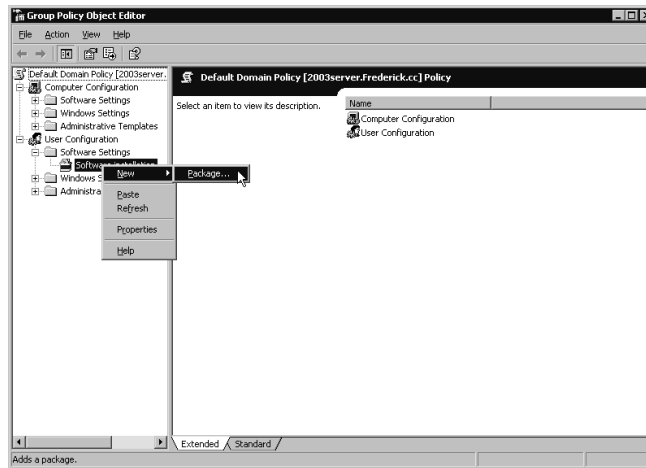 Group Policy Object Editor
File Action View Help
Default Domain Policy [2003server.
Computer Configuration
Software Settings
Windows Settings
Administrative Templates
User Configuration
Software Settings
Software installation
Windows S
Administra
New
Paste
Refresh
Properties
Help
Package...
Default Domain Policy [2003server.Frederick.cc] Policy
Select an item to view its description.
Name
Computer Configuration
User Configuration
Extended Standard
Adds a package.